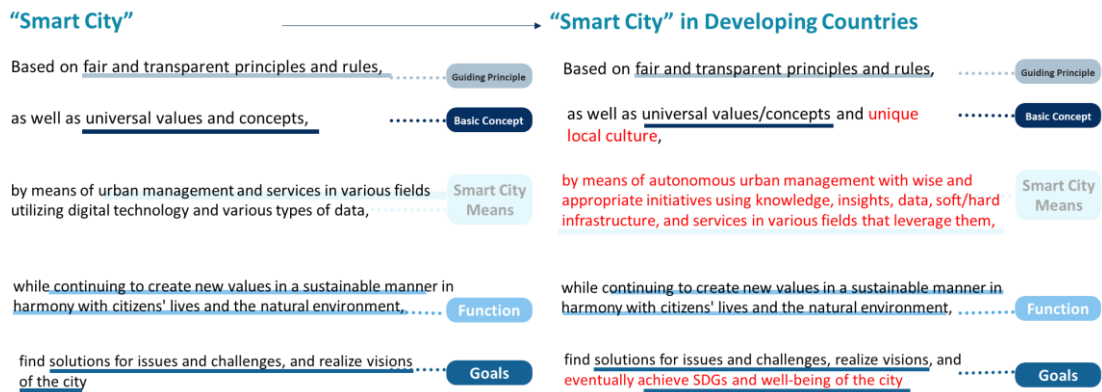 “Smart City”
Based on fair and transparent principles and rules,
Guiding Principle
as well as universal values and concepts,
Basic Concept
by means of urban management and services in various fields
utilizing digital technology and various types of data,
Smart City
Means
while continuing to create new values in a sustainable manner in
harmony with citizens' lives and the natural environment,
Function
find solutions for issues and challenges, and realize visions
of the city
Goals
“Smart City” in Developing Countries
Based on fair and transparent principles and rules,
Guiding Principle
as well as universal values/concepts and unique
local culture,
Basic Concept
by means of autonomous urban management with wise and
appropriate initiatives using knowledge, insights, data, soft/hard
infrastructure, and services in various fields that leverage them,
Smart City
Means
while continuing to create new values in a sustainable manner in
harmony with citizens' lives and the natural environment,
Function
find solutions for issues and challenges, realize visions, and
eventually achieve SDGs and well-being of the city
Goals